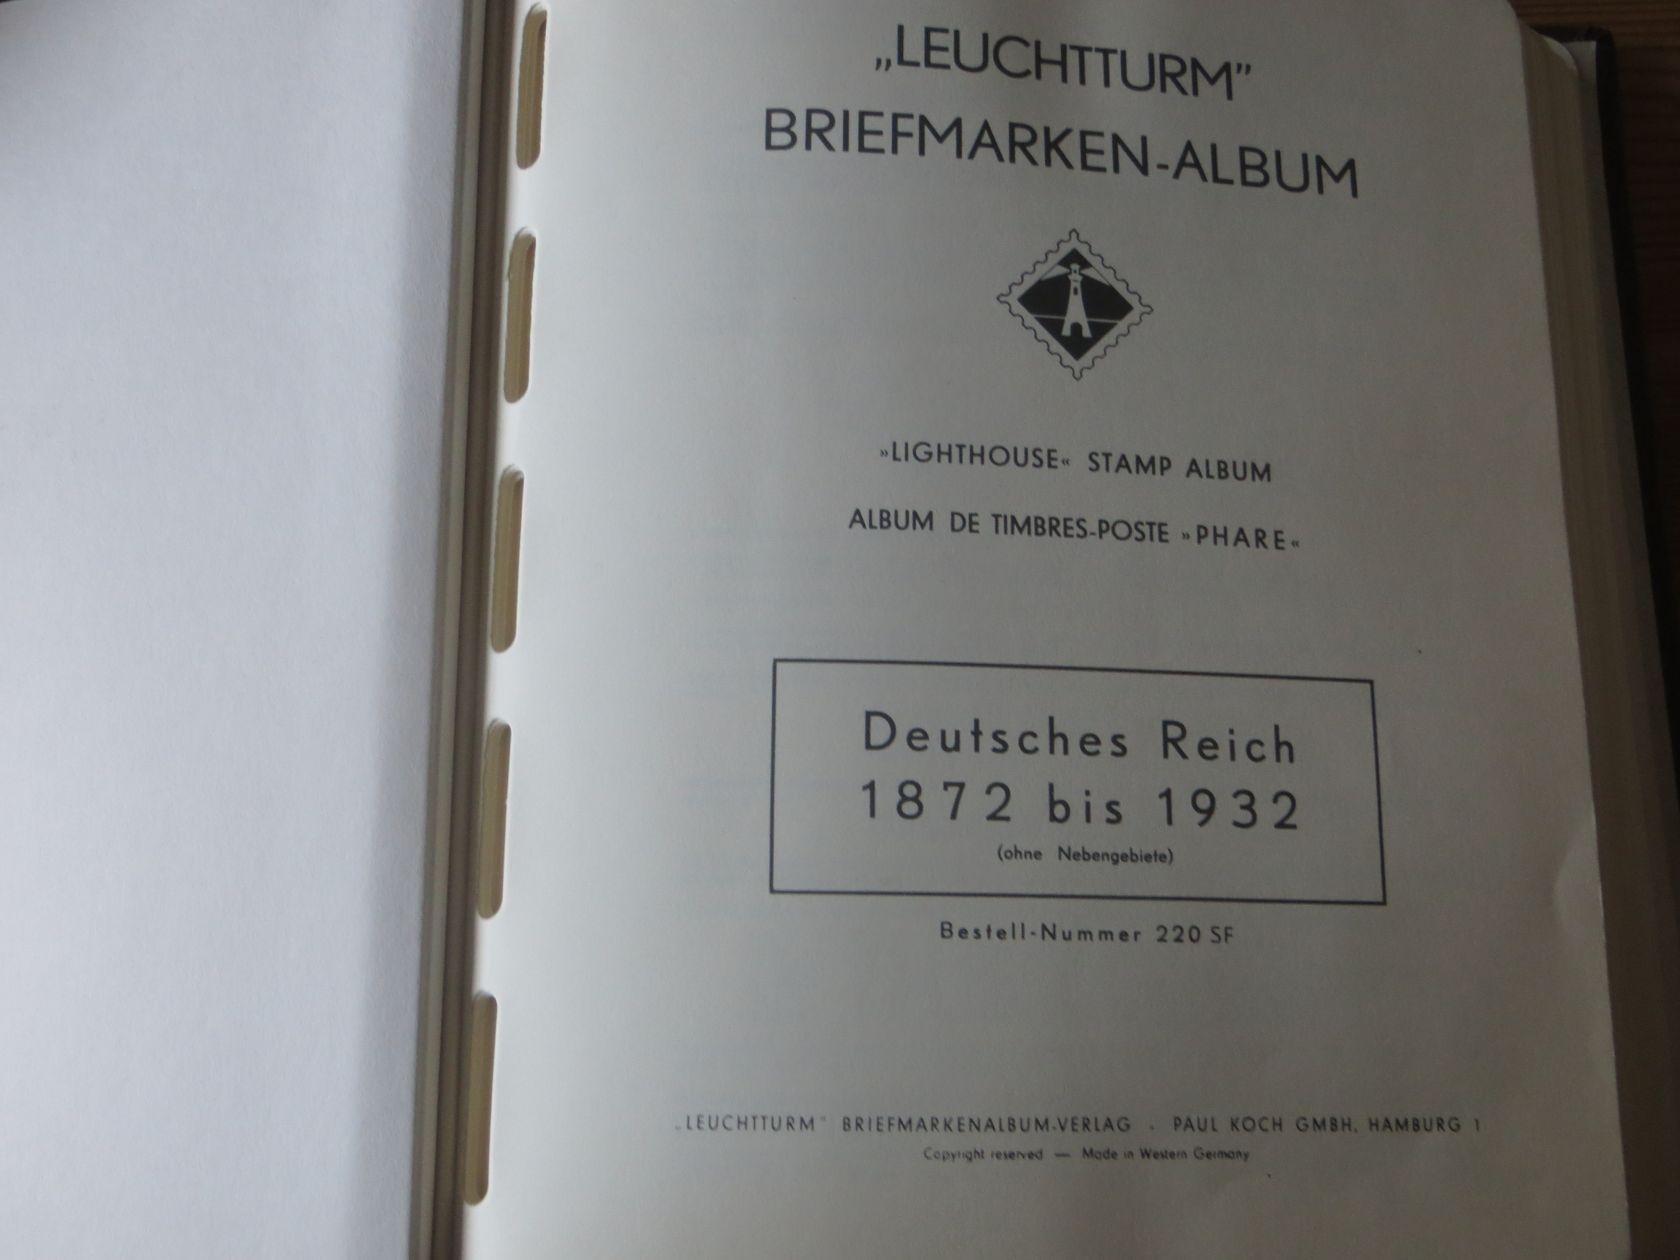 „LEUCHTTURM”
BRIEFMARKEN-ALBUM
»LIGHTHOUSE« STAMP ALBUM
ALBUM DE TIMBRES-POSTE »PHARE«
Deutsches Reich
1872 bis 1932
(ohne Nebengebiete)
Bestell-Nummer 220 SF
„LEUCHTTURM” BRIEFMARKENALBUM-VERLAG · PAUL KOCH GMBH, HAMBURG 1
Copyright reserved — Made in Western Germany